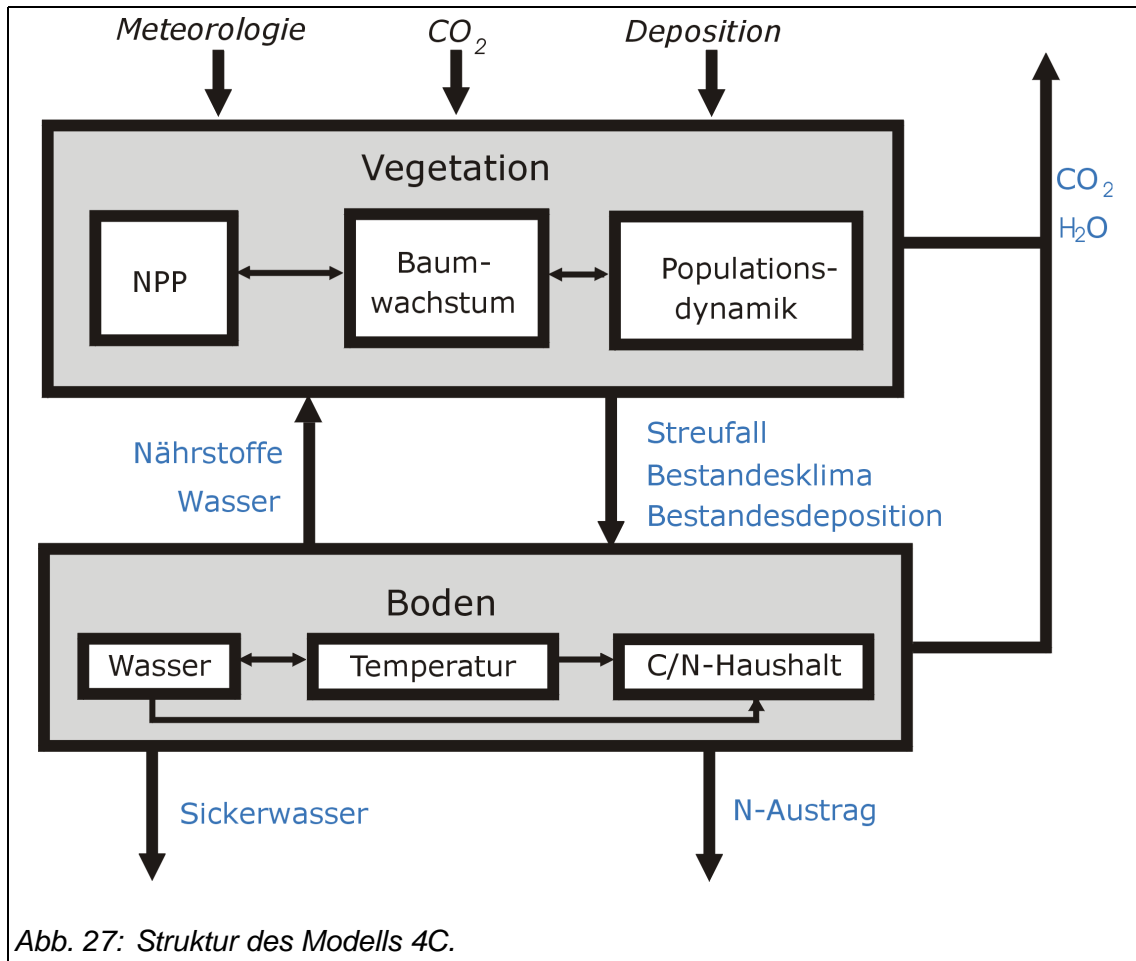 Meteorologie
CO2
Deposition
Vegetation
NPP
Baum-
wachstum
Populations-
dynamik
CO2
H2O
Nährstoffe
Wasser
Streufall
Bestandesklima
Bestandesdeposition
Boden
Wasser
Temperatur
C/N-Haushalt
Sickerwasser
N-Austrag
Abb. 27: Struktur des Modells 4C.